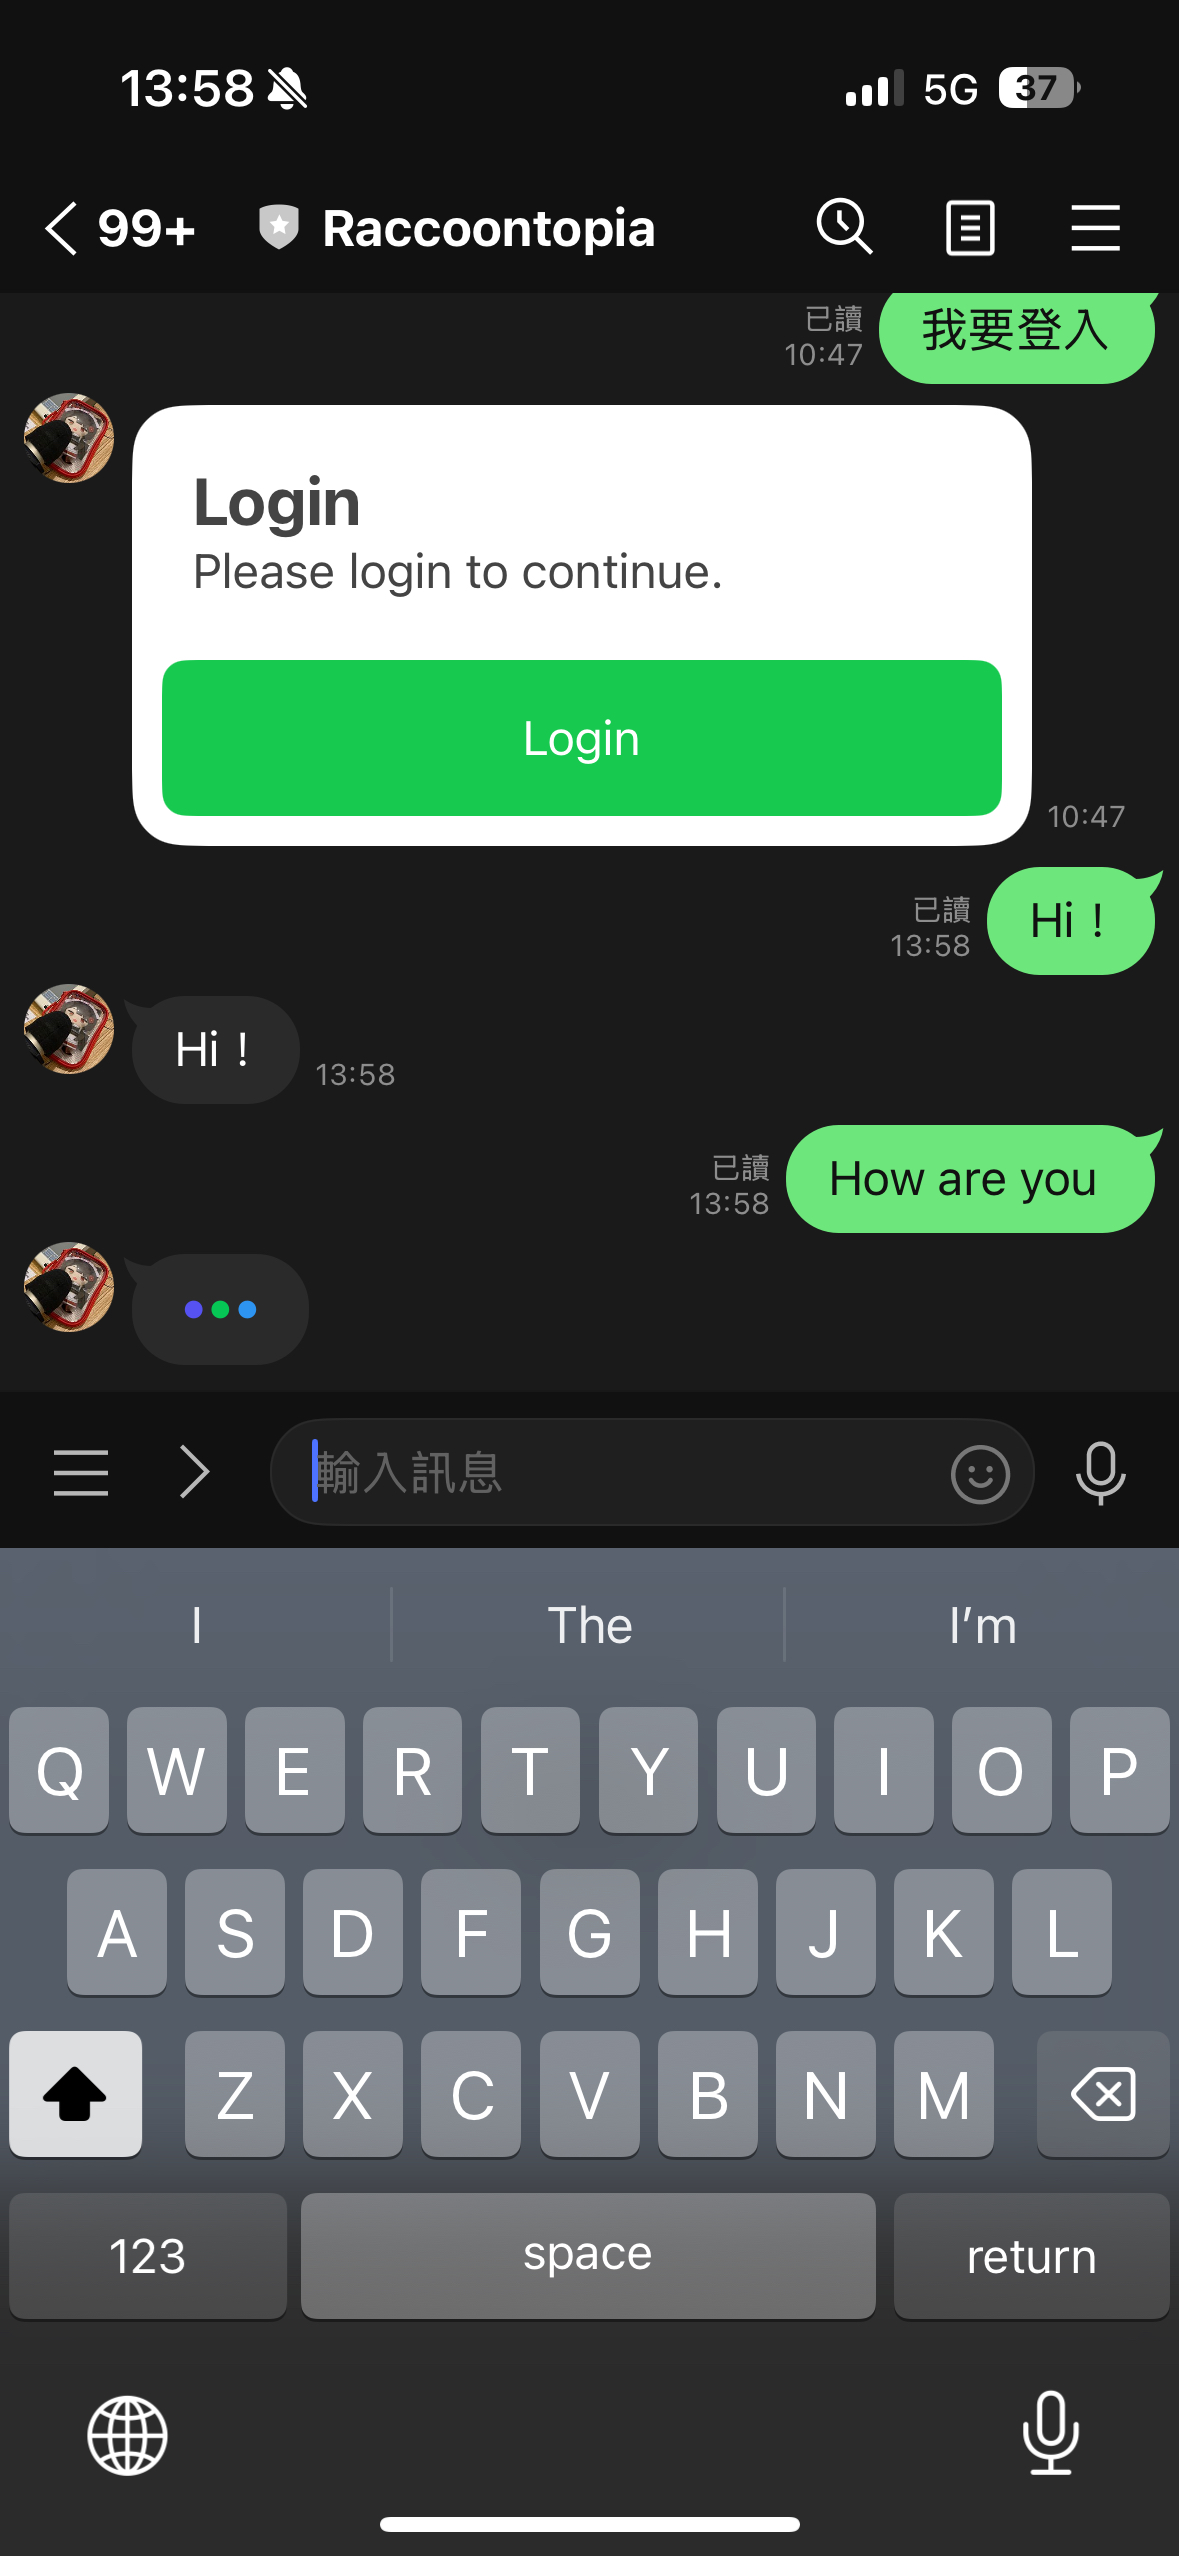 13:58
5G
37
99+
Raccoontopia
已讀
10:47
我要登入
Login
Please login to continue.
Login
10:47
已讀
13:58
Hi！
Hi！
13:58
已讀
13:58
How are you
輸入訊息
I
The
I’m
Q W E R T Y U I O P
A S D F G H J K L
Z X C V B N M
123
space
return